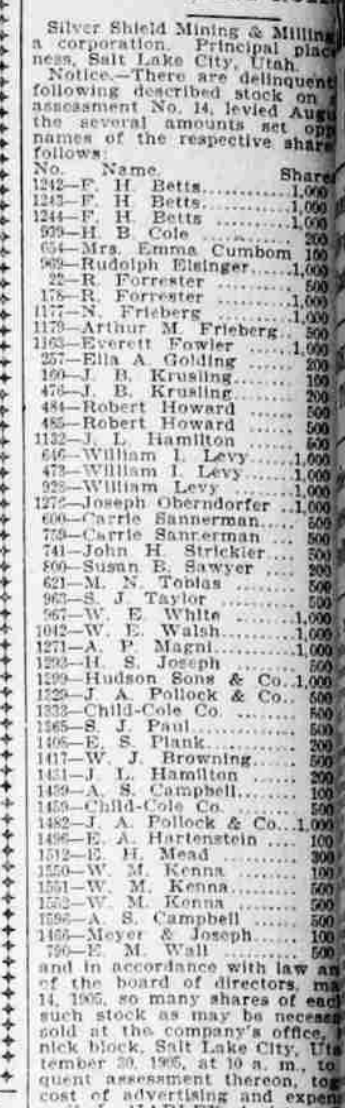 Silver Shield Mining & Milling
a corporation. Principal plac
ness, Salt Lake City, Utah.
Notice.—There are delinquent
following described stock on
assessment No. 14, levied Augu
the several amounts set opp
names of the respective share
follows:
No. Name. Share
1242—F. H. Betts............1,000
1243—F. H. Betts............1,000
1244—F. H. Betts ...........1,000
939—H. B. Cole ........... 200
654—Mrs. Emma Cumbom 100
969—Rudolph Elsinger......1,000
22—R. Forrester ......... 500
178—R. Forrester .........1,000
1177—N. Frieberg ..........1,000
1179—Arthur M. Frieberg.. 500
1163—Everett Fowler ......1,000
257—Ella A. Golding ...... 200
160—J. B. Krusling........ 100
476—J. B. Krusling........ 200
484—Robert Howard ...... 500
485—Robert Howard ...... 500
1132—J. L. Hamilton ....... 600
646—William I. Levy......1,000
473—William I. Levy......1,000
928—William Levy ........1,000
1278—Joseph Oberndorfer ..1,000
600—Carrie Sannerman.... 500
759—Carrie Sannerman ... 500
741—John H. Strickler ... 500
800—Susan B. Sawyer .... 200
621—M. N. Tobias ........ 500
963—S. J. Taylor .......... 500
967—W. E. White .........1,000
1042—W. E. Walsh..........1,000
1271—A. P. Magni..........1,000
1293—H. S. Joseph ......... 500
1299—Hudson Sons & Co..1,000
1329—J. A. Pollock & Co.. 500
1333—Child-Cole Co. ....... 500
1365—S. J. Paul............. 500
1406—E. S. Plank........... 200
1417—W. J. Browning...... 500
1431—J. L. Hamilton ...... 200
1439—A. S. Campbell....... 100
1459—Child-Cole Co. ....... 500
1482—J. A. Pollock & Co...1,000
1496—E. A. Hartenstein .... 100
1512—E. H. Mead .......... 300
1550—W. M. Kenna ........ 100
1551—W. M. Kenna......... 500
1552—W. M. Kenna ........ 500
1596—A. S. Campbell ...... 500
1466—Meyer & Joseph...... 100
790—E. M. Wall ........... 500
and in accordance with law an
of the board of directors, ma
14, 1905, so many shares of each
such stock as may be necess
sold at the company's office,
nick block, Salt Lake City, Uta
tember 30, 1905, at 10 a. m., to
quent assessment thereon, tog
cost of advertising and expen